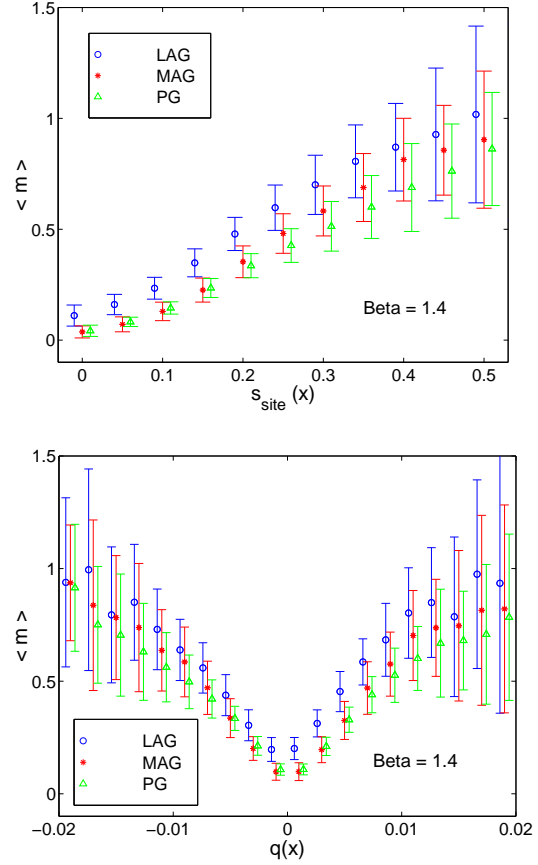 1.5
LAG
MAG
PG
1
< m >
0.5
Beta = 1.4
0
0 0.1 0.2 0.3 0.4 0.5
s_site (x)
1.5
1
< m >
0.5
LAG
MAG
PG
Beta = 1.4
0
−0.02 −0.01 0 0.01 0.02
q(x)